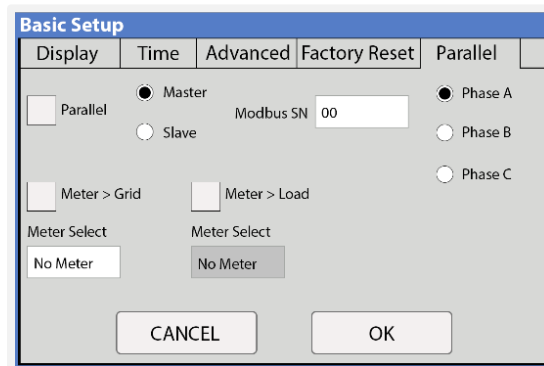 Basic Setup
Display Time Advanced Factory Reset Parallel
Parallel
Master
Slave
Modbus SN 00
Phase A
Phase B
Phase C
Meter > Grid Meter > Load
Meter Select Meter Select
No Meter No Meter
CANCEL OK